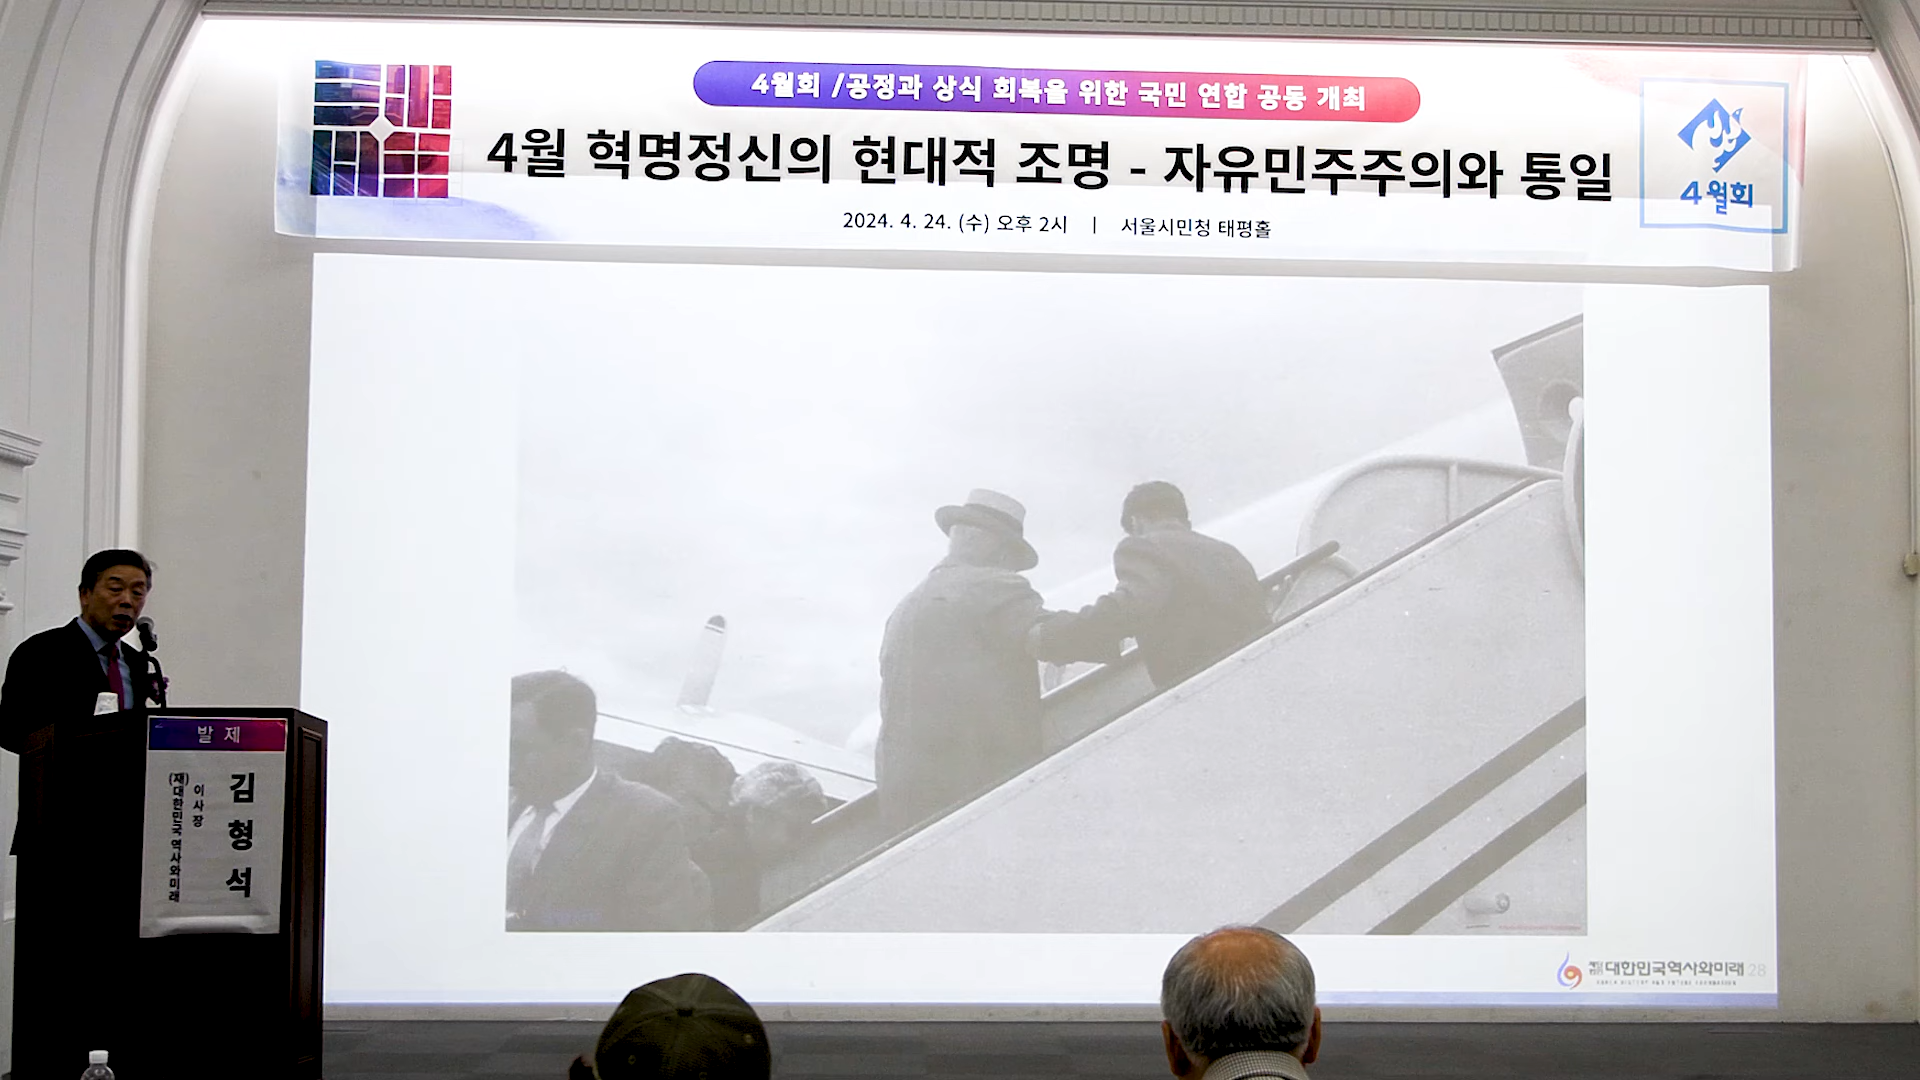 4월회 /공정과 상식 회복을 위한 국민 연합 공동 개최
4월 혁명정신의 현대적 조명 - 자유민주주의와 통일
2024. 4. 24. (수) 오후 2시 | 서울시민청 태평홀
4월회
발 제
김형석
이사장
(재)대한민국 역사와미래
대한민국역사와미래 28